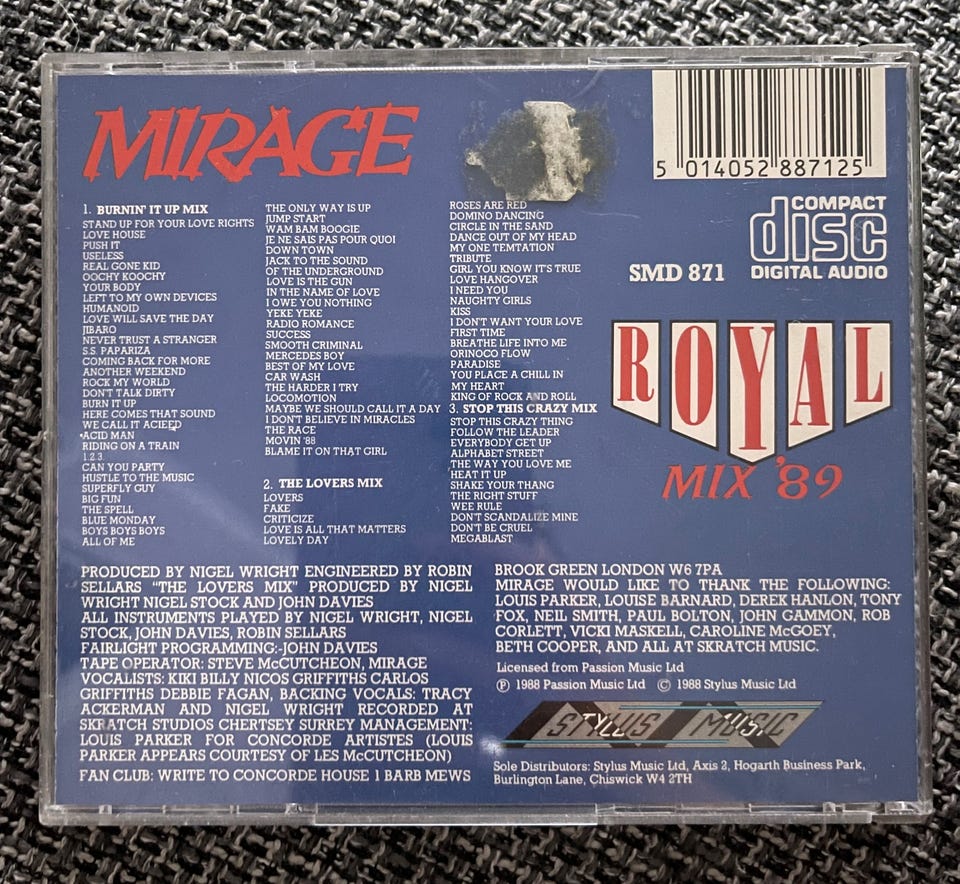 MIRAGE
5 014052 887125
COMPACT
disc
DIGITAL AUDIO
SMD 871
1. BURNIN' IT UP MIX
STAND UP FOR YOUR LOVE RIGHTS
LOVE HOUSE
PUSH IT
USELESS
REAL GONE KID
OOCHY KOOCHY
YOUR BODY
LEFT TO MY OWN DEVICES
HUMANOID
LOVE WILL SAVE THE DAY
JIBARO
NEVER TRUST A STRANGER
S.S. PAPARIZA
COMING BACK FOR MORE
ANOTHER WEEKEND
ROCK MY WORLD
DON'T TALK DIRTY
BURN IT UP
HERE COMES THAT SOUND
WE CALL IT ACIEED
ACID MAN
RIDING ON A TRAIN
1.2.3.
CAN YOU PARTY
HUSTLE TO THE MUSIC
SUPERFLY GUY
BIG FUN
THE SPELL
BLUE MONDAY
BOYS BOYS BOYS
ALL OF ME
THE ONLY WAY IS UP
JUMP START
WAM BAM BOOGIE
JE NE SAIS PAS POUR QUOI
DOWN TOWN
JACK TO THE SOUND
OF THE UNDERGROUND
LOVE IS THE GUN
IN THE NAME OF LOVE
I OWE YOU NOTHING
YEKE YEKE
RADIO ROMANCE
SUCCESS
SMOOTH CRIMINAL
MERCEDES BOY
BEST OF MY LOVE
CAR WASH
THE HARDER I TRY
LOCOMOTION
MAYBE WE SHOULD CALL IT A DAY
I DON'T BELIEVE IN MIRACLES
THE RACE
MOVIN '88
BLAME IT ON THAT GIRL
2. THE LOVERS MIX
LOVERS
FAKE
CRITICIZE
LOVE IS ALL THAT MATTERS
LOVELY DAY
ROSES ARE RED
DOMINO DANCING
CIRCLE IN THE SAND
DANCE OUT OF MY HEAD
MY ONE TEMTATION
TRIBUTE
GIRL YOU KNOW IT'S TRUE
LOVE HANGOVER
I NEED YOU
NAUGHTY GIRLS
KISS
I DON'T WANT YOUR LOVE
FIRST TIME
BREATHE LIFE INTO ME
ORINOCO FLOW
PARADISE
YOU PLACE A CHILL IN
MY HEART
KING OF ROCK AND ROLL
3. STOP THIS CRAZY MIX
STOP THIS CRAZY THING
FOLLOW THE LEADER
EVERYBODY GET UP
ALPHABET STREET
THE WAY YOU LOVE ME
HEAT IT UP
SHAKE YOUR THANG
THE RIGHT STUFF
WEE RULE
DON'T SCANDALIZE MINE
DON'T BE CRUEL
MEGABLAST
ROYAL
MIX '89
PRODUCED BY NIGEL WRIGHT ENGINEERED BY ROBIN
SELLARS "THE LOVERS MIX" PRODUCED BY NIGEL
WRIGHT NIGEL STOCK AND JOHN DAVIES
ALL INSTRUMENTS PLAYED BY NIGEL WRIGHT, NIGEL
STOCK, JOHN DAVIES, ROBIN SELLARS
FAIRLIGHT PROGRAMMING:-JOHN DAVIES
TAPE OPERATOR: STEVE McCUTCHEON, MIRAGE
VOCALISTS: KIKI BILLY NICOS GRIFFITHS CARLOS
GRIFFITHS DEBBIE FAGAN, BACKING VOCALS: TRACY
ACKERMAN AND NIGEL WRIGHT RECORDED AT
SKRATCH STUDIOS CHERTSEY SURREY MANAGEMENT:
LOUIS PARKER FOR CONCORDE ARTISTES (LOUIS
PARKER APPEARS COURTESY OF LES McCUTCHEON)
FAN CLUB: WRITE TO CONCORDE HOUSE 1 BARB MEWS
BROOK GREEN LONDON W6 7PA
MIRAGE WOULD LIKE TO THANK THE FOLLOWING:
LOUIS PARKER, LOUISE BARNARD, DEREK HANLON, TONY
FOX, NEIL SMITH, PAUL BOLTON, JOHN GAMMON, ROB
CORLETT, VICKI MASKELL, CAROLINE McGOEY,
BETH COOPER, AND ALL AT SKRATCH MUSIC.
Licensed from Passion Music Ltd
Ⓟ 1988 Passion Music Ltd © 1988 Stylus Music Ltd
STYLUS MUSIC
Sole Distributors: Stylus Music Ltd, Axis 2, Hogarth Business Park,
Burlington Lane, Chiswick W4 2TH